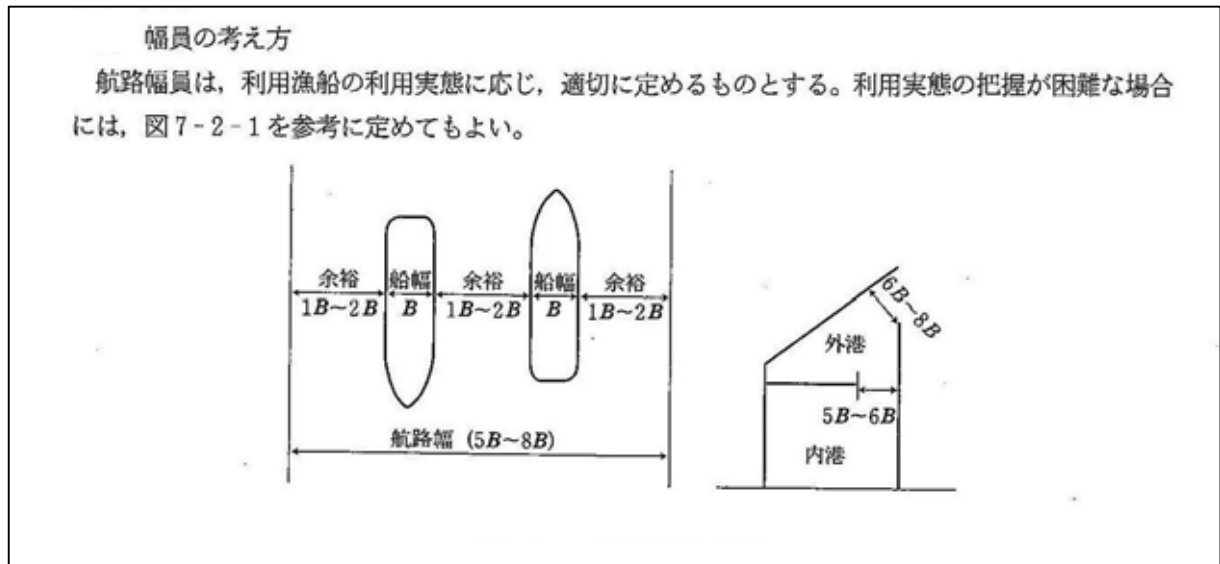 幅員の考え方
航路幅員は，利用漁船の利用実態に応じ，適切に定めるものとする。利用実態の把握が困難な場合
には，図7-2-1を参考に定めてもよい。
余裕 船幅 余裕 船幅 余裕
1B～2B B 1B～2B B 1B～2B
航路幅（5B～8B）
6B～8B
外港
5B～6B
内港